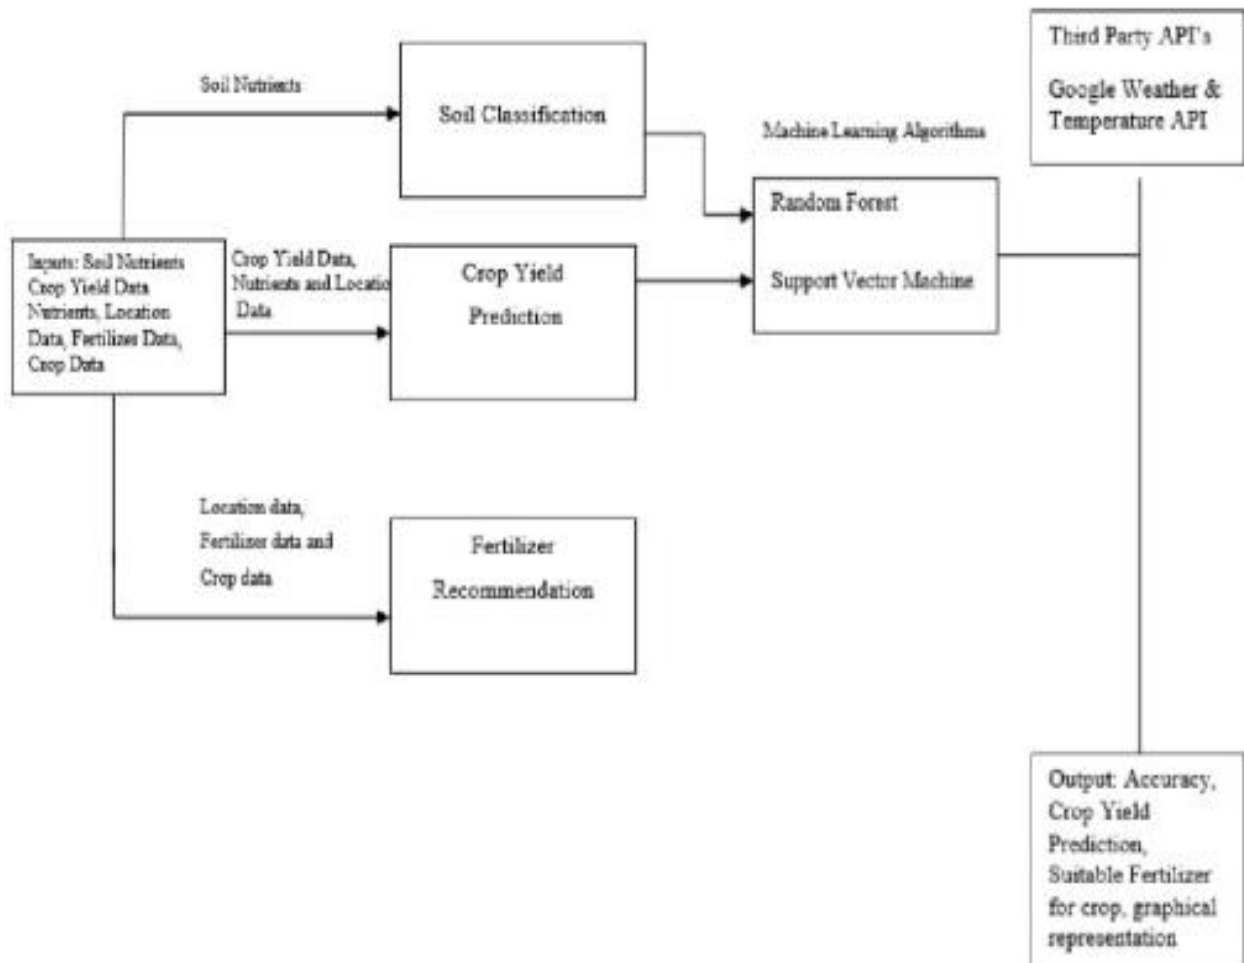 Third Party API's
Google Weather &
Temperature API
Soil Nutrients
Soil Classification
Machine Learning Algorithms
Random Forest
Support Vector Machine
Inputs: Soil Nutrients
Crop Yield Data
Nutrients, Location
Data, Fertilizes Data,
Crop Data
Crop Yield Data,
Nutrients and Locatio
Data
Crop Yield
Prediction
Location data,
Fertilizer data and
Crop data
Fertilizer
Recommendation
Output: Accuracy,
Crop Yield
Prediction,
Suitable Fertilizer
for crop, graphical
representation